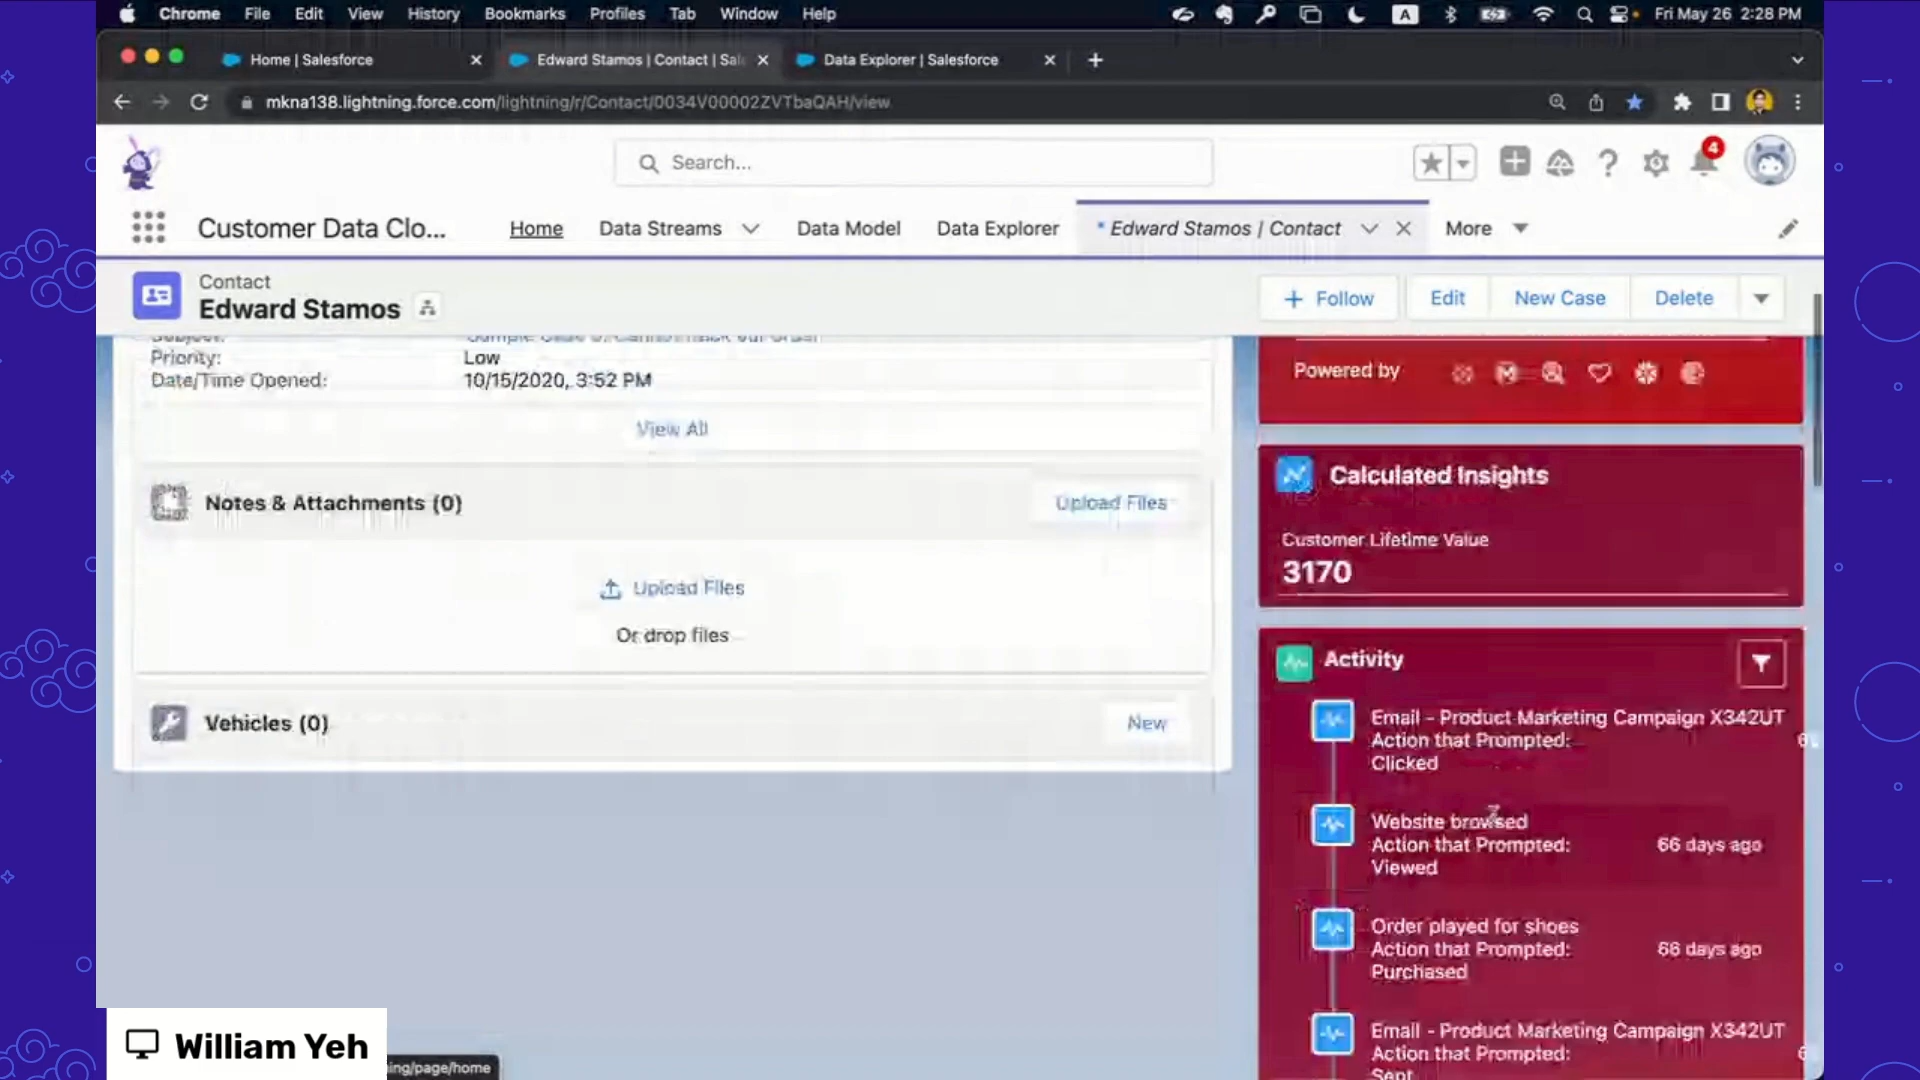 Chrome File Edit View History Bookmarks Profiles Tab Window Help A Fri May 26 2:28 PM
Home | Salesforce Edward Stamos | Contact | Sal Data Explorer | Salesforce
mkna138.lightning.force.com/lightning/r/Contact/0034V00002ZVTbaQAH/view
Search...
4
Customer Data Clo...
Home Data Streams Data Model Data Explorer * Edward Stamos | Contact More
Contact
Edward Stamos
Follow Edit New Case Delete
Priority: Low
Date/Time Opened: 10/15/2020, 3:52 PM
View All
Notes & Attachments (0) Upload Files
Upload Files
Or drop files
Vehicles (0) New
Powered by
Calculated Insights
Customer Lifetime Value
3170
Activity
Email - Product Marketing Campaign X342UT
Action that Prompted:
Clicked
Website browsed
Action that Prompted: 66 days ago
Viewed
Order played for shoes
Action that Prompted: 66 days ago
Purchased
Email - Product Marketing Campaign X342UT
Action that Prompted:
Sept
William Yeh
ing/page/home